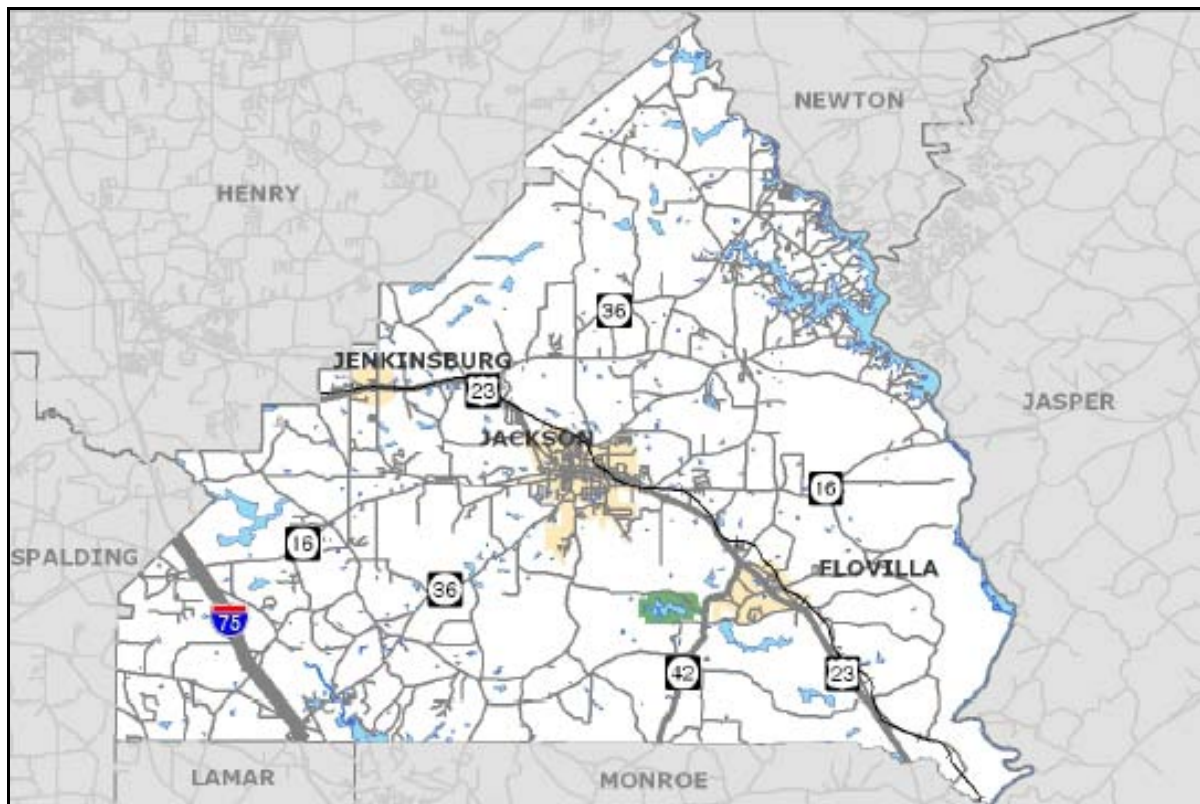 NEWTON
HENRY
36
JENKINSBURG
23
JASPER
JACKSON
16
16
SPALDING
FLOVILLA
36
75
42
23
LAMAR
MONROE